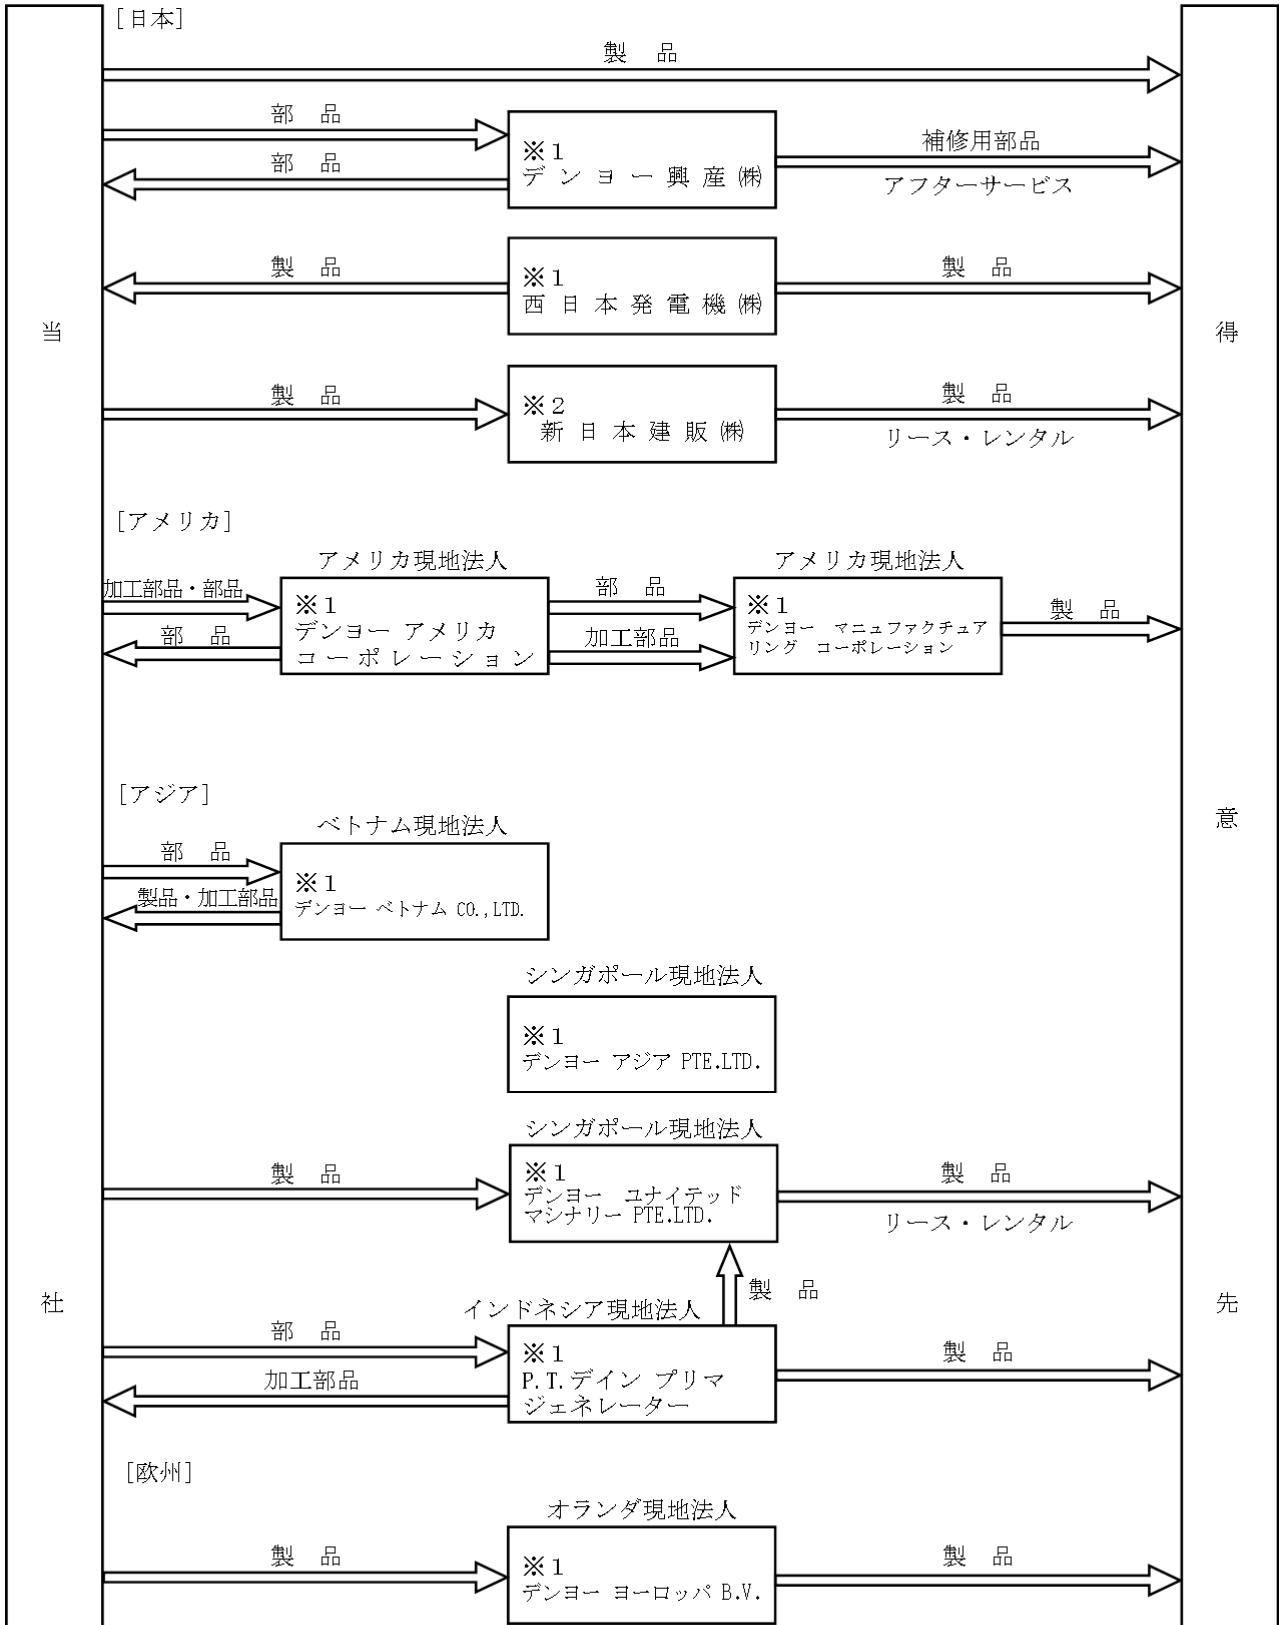 [日本]
製 品
部 品
部 品
※1
デンヨー興産㈱
補修用部品
アフターサービス
製 品
※1
西日本発電機㈱
製 品
当
得
製 品
※2
新日本建販㈱
製 品
リース・レンタル
[アメリカ]
アメリカ現地法人
アメリカ現地法人
加工部品・部品
部 品
※1
デンヨー アメリカ
コーポレーション
部 品
加工部品
※1
デンヨー マニュファクチュア
リング コーポレーション
製 品
[アジア]
意
ベトナム現地法人
部 品
製品・加工部品
※1
デンヨー ベトナム CO.,LTD.
シンガポール現地法人
※1
デンヨー アジア PTE.LTD.
シンガポール現地法人
製 品
※1
デンヨー ユナイテッド
マシナリー PTE.LTD.
製 品
リース・レンタル
製 品
社
先
インドネシア現地法人
部 品
加工部品
※1
P.T.デイン プリマ
ジェネレーター
製 品
[欧州]
オランダ現地法人
製 品
※1
デンヨー ヨーロッパ B.V.
製 品